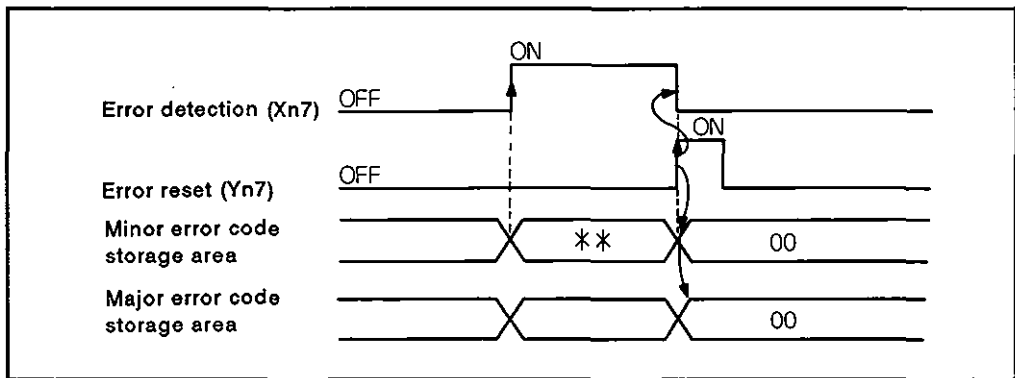 ON
Error detection (Xn7)
OFF
ON
Error reset (Yn7)
OFF
Minor error code
storage area
** 00
Major error code
storage area
00